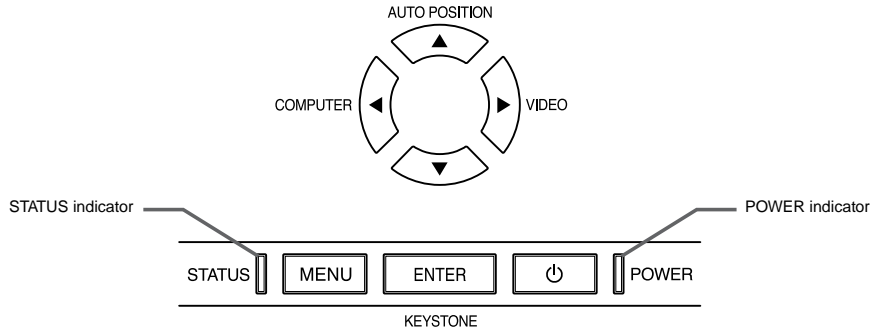 AUTO POSITION
COMPUTER
VIDEO
STATUS indicator
POWER indicator
STATUS
MENU
ENTER
POWER
KEYSTONE